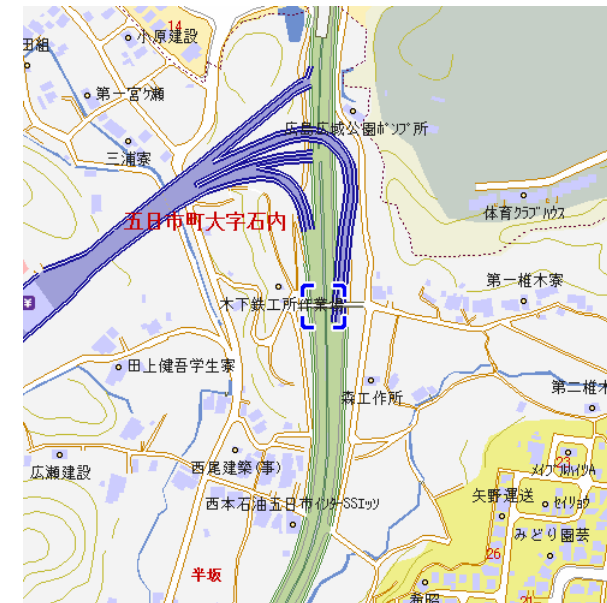 14
小原建設
田組
第一宮ケ瀬
広島広域公園ポンプ所
三浦寮
体育クラブハウス
五日市町大字石内
第一椎木寮
¥
木下鉄工所作業場
田上健吾学生寮
第二椎木
森工作所
23
メイプルハイツA
広瀬建設
西尾建築(事)
矢野運送
セイリョウ
西本石油五日市インターSSエッソ
みどり園芸
26
半坂
希昭
21